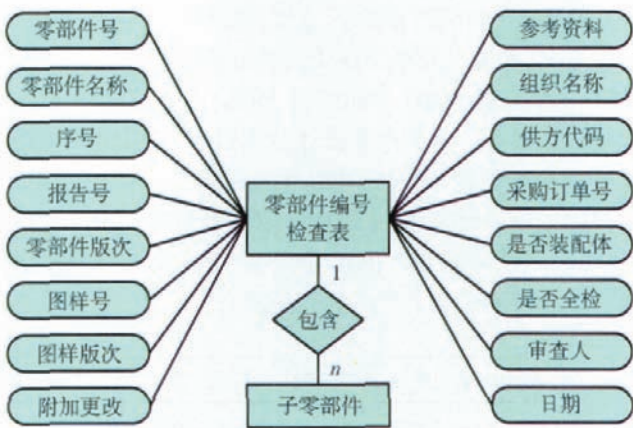 零部件号
零部件名称
序号
报告号
零部件版次
图样号
图样版次
附加更改
零部件编号
检查表
1
包含
n
子零部件
参考资料
组织名称
供方代码
采购订单号
是否装配体
是否全检
审查人
日期